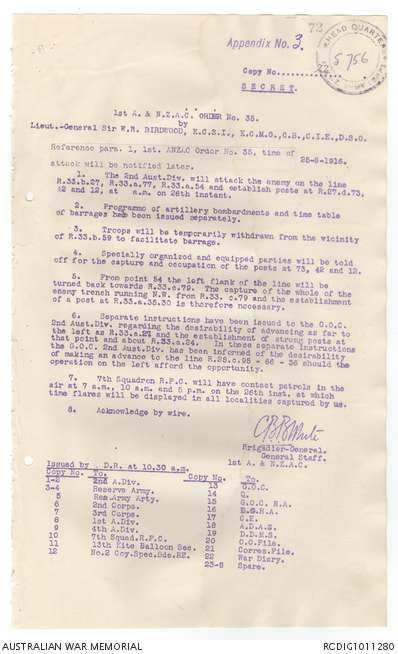 73
Appendix No. 3.
HEAD QUARTER
S 756
Copy No...........
SECRET.
1st A. & N.Z.A.C. ORDER No. 35.
by
Lieut.-General Sir W.R. BIRDWOOD, K.C.S.I., K.C.M.G.,C.B.,C.I.E.,D.S.O.
Reference para. 1, 1st. ANZAC Order No. 35, time of
attack will be notified later.
25-8-1916.
1. The 2nd Aust.Div. will attack the enemy on the line
R.33.b.27, R.33.a.77, R.33.a.54 and establish posts at R.27.d.73,
42 and 12, at a.m. on 26th instant.
2. Programme of artillery bombardments and time table
of barrages has been issued separately.
3. Troops will be temporarily withdrawn from the vicinity
of R.33.b.59 to facilitate barrage.
4. Specially organized and equipped parties will be told
off for the capture and occupation of the posts at 73, 42 and 12.
5. From point 54 the left flank of the line will be
turned back towards R.33.c.79. The capture of the whole of the
enemy trench running N.W. from R.33. c.79 and the establishment
of a post at R.33.a.35.30 is therefore necessary.
6. Separate instructions have been issued to the G.O.C.
2nd Aust.Div. regarding the desirability of advancing as far to
the left as R.33.a.21 and the establishment of strong posts at
that point and about R.33.a.24. In these separate instructions
the G.O.C. 2nd Aust.Div. has been informed of the desirability
of making an advance to the line R.28.c.95 - 66 - 36 should the
operation on the left afford the opportunity.
7. 7th Squadron R.F.C. will have contact patrols in the
air at 7 a.m., 10 a.m. and 5 p.m. on the 26th inst. at which
time flares will be displayed in all localities captured by us.
8. Acknowledge by wire.
CBBWhite
Brigadier-General.
General Staff.
1st A. & N.Z.A.C.
Issued by D.R. at 10.30 a.m.
Copy No. To. Copy No. To.
1-2 2nd A.Div. 13 G.O.C.
3-4 Reserve Army. 14 G.
5 Res.Army Arty. 15 G.O.C R.A.
6 2nd Corps. 16 B.G.H.A.
7 3rd Corps. 17 C.E.
8 1st A.Div. 18 A.D.A.S.
9 4th A.Div. 19 D.D.M.S.
10 7th Squad.R.F.C. 20 O.C.File.
11 13th Kite Balloon Sec. 21 Corres.File.
12 No.2 Coy.Spec.Bde.RE. 22 War Diary.
23-8 Spare.
AUSTRALIAN WAR MEMORIAL
RCDIG1011280